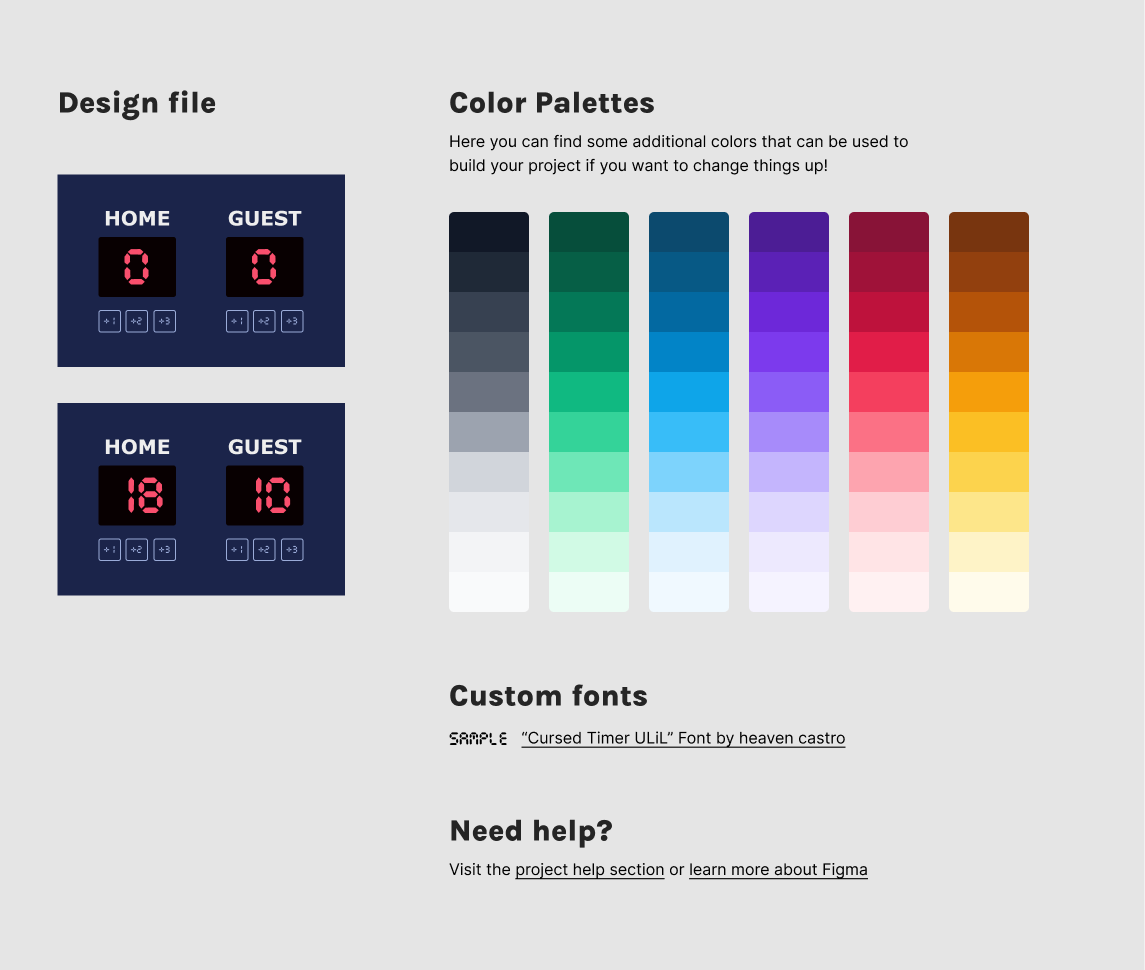 Design file
HOME GUEST
0 0
+1 +2 +3 +1 +2 +3
HOME GUEST
18 10
+1 +2 +3 +1 +2 +3
Color Palettes
Here you can find some additional colors that can be used to
build your project if you want to change things up!
Custom fonts
SAMPLE “Cursed Timer ULiL” Font by heaven castro
Need help?
Visit the project help section or learn more about Figma